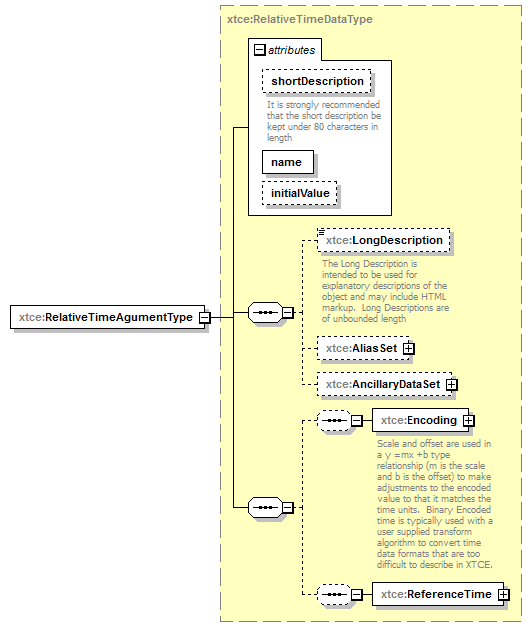 xtce:RelativeTimeDataType
attributes
shortDescription
It is strongly recommended
that the short description be
kept under 80 characters in
length
name
initialValue
xtce:LongDescription
The Long Description is
intended to be used for
explanatory descriptions of the
object and may include HTML
markup.  Long Descriptions are
of unbounded length
xtce:RelativeTimeAgumentType
xtce:AliasSet
xtce:AncillaryDataSet
xtce:Encoding
Scale and offset are used in
a y =mx +b type
relationship (m is the scale
and b is the offset) to make
adjustments to the encoded
value to that it matches the
time units.  Binary Encoded
time is typically used with a
user supplied transform
algorithm to convert time
data formats that are too
difficult to describe in XTCE.
xtce:ReferenceTime